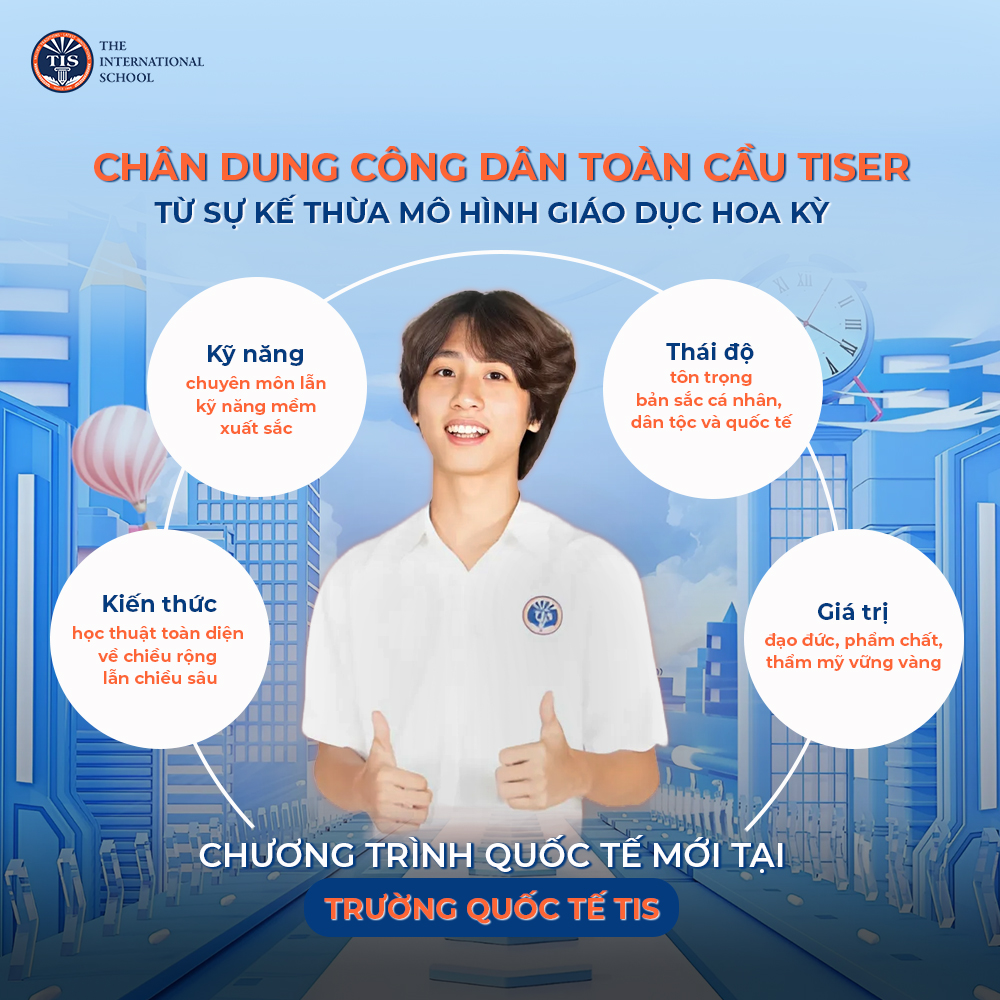 TIS
THE
INTERNATIONAL
SCHOOL
CHÂN DUNG CÔNG DÂN TOÀN CẦU TISER
TỪ SỰ KẾ THỪA MÔ HÌNH GIÁO DỤC HOA KỲ
Kỹ năng
chuyên môn lẫn
kỹ năng mềm
xuất sắc
Thái độ
tôn trọng
bản sắc cá nhân,
dân tộc và quốc tế
Kiến thức
học thuật toàn diện
về chiều rộng
lẫn chiều sâu
Giá trị
đạo đức, phẩm chất,
thẩm mỹ vững vàng
CHƯƠNG TRÌNH QUỐC TẾ MỚI TẠI
TRƯỜNG QUỐC TẾ TIS